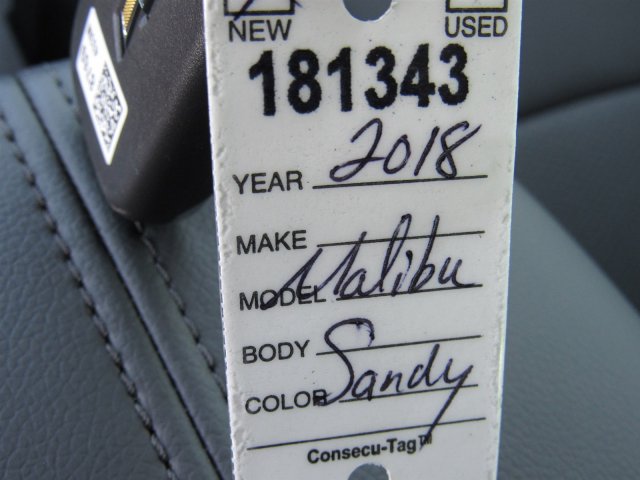 NEW USED
181343
YEAR 2018
MAKE
MODEL Malibu
BODY
COLOR Sandy
Consecu-Tag™